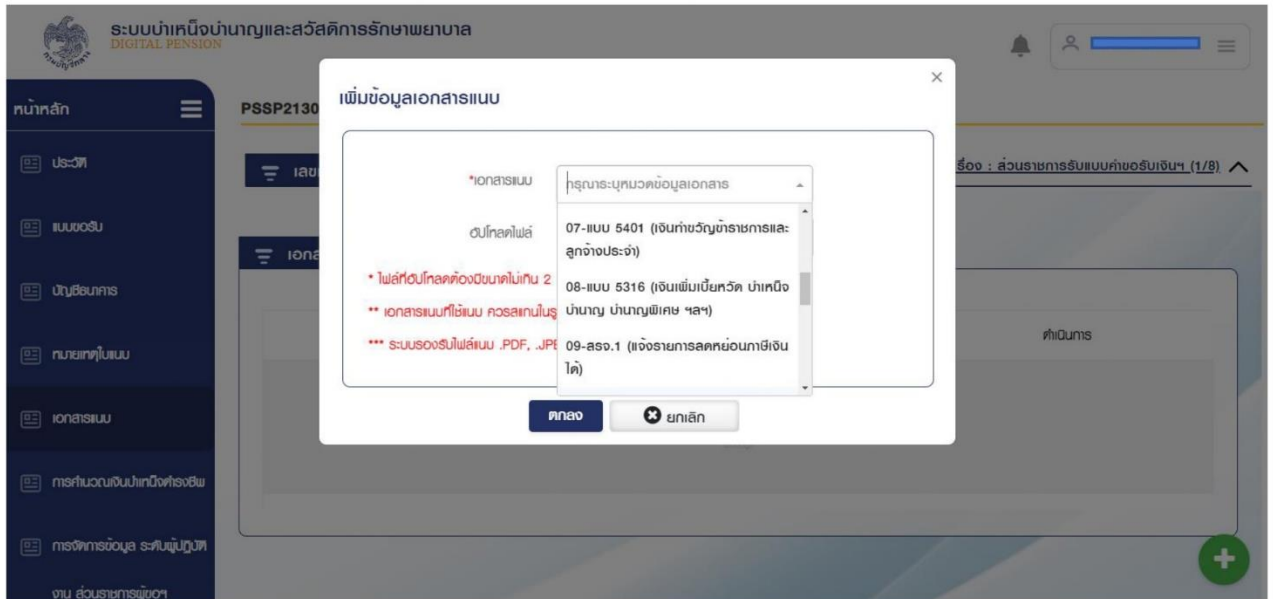 ระบบบำเหน็จบำนาญและสวัสดิการรักษาพยาบาล
DIGITAL PENSION
กรมบัญชีกลาง
หน้าหลัก
ประวัติ
แบบขอรับ
บัญชีธนาคาร
หมายเหตุใบแนบ
เอกสารแนบ
การคำนวณเงินบำเหน็จดำรงชีพ
การจัดการข้อมูล ระดับผู้ปฏิบัติ
งาน ส่วนราชการผู้ขอฯ
PSSP2130
เลข
รื่อง : ส่วนราชการรับแบบคำขอรับเงินฯ (1/8)
เอกส
ดำเนินการ
เพิ่มข้อมูลเอกสารแนบ
*เอกสารแนบ
กรุณาระบุหมวดข้อมูลเอกสาร
อัปโหลดไฟล์
07-แบบ 5401 (เงินทำขวัญข้าราชการและ
ลูกจ้างประจำ)
08-แบบ 5316 (เงินเพิ่มเบี้ยหวัด บำเหน็จ
บำนาญ บำนาญพิเศษ ฯลฯ)
09-สรจ.1 (แจ้งรายการลดหย่อนภาษีเงิน
ได้)
* ไฟล์ที่อัปโหลดต้องมีขนาดไม่เกิน 2
** เอกสารแนบที่ใช้แนบ ควรสแกนในรู
*** ระบบรองรับไฟล์แนบ .PDF, .JPE
ตกลง
ยกเลิก